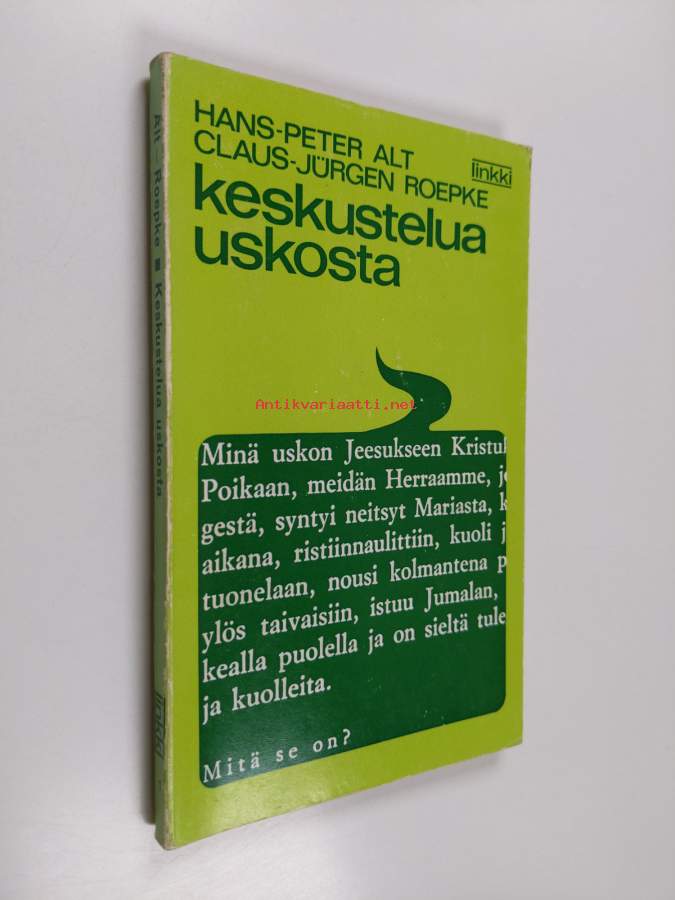 HANS-PETER ALT
CLAUS-JÜRGEN ROEPKE
linkki
keskustelua
uskosta
Antikvariaatti.net
Minä uskon Jeesukseen Kristu
Poikaan, meidän Herraamme, j
gestä, syntyi neitsyt Mariasta, k
aikana, ristiinnaulittiin, kuoli j
tuonelaan, nousi kolmantena p
ylös taivaisiin, istuu Jumalan,
kealla puolella ja on sieltä tule
ja kuolleita.
Mitä se on?
Alt – Roepke ■ Keskustelua uskosta
linkki